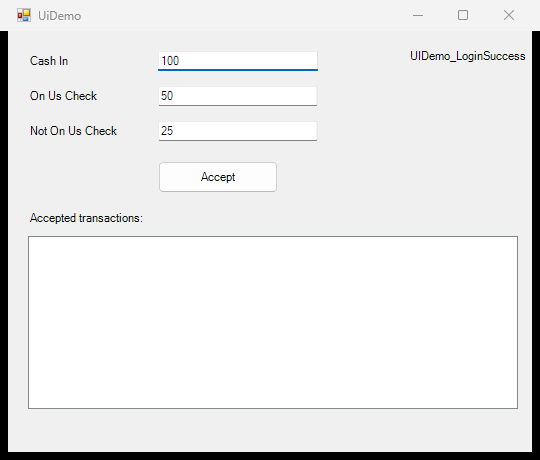 UiDemo
Cash In 100 UIDemo_LoginSuccess
On Us Check 50
Not On Us Check 25
Accept
Accepted transactions: